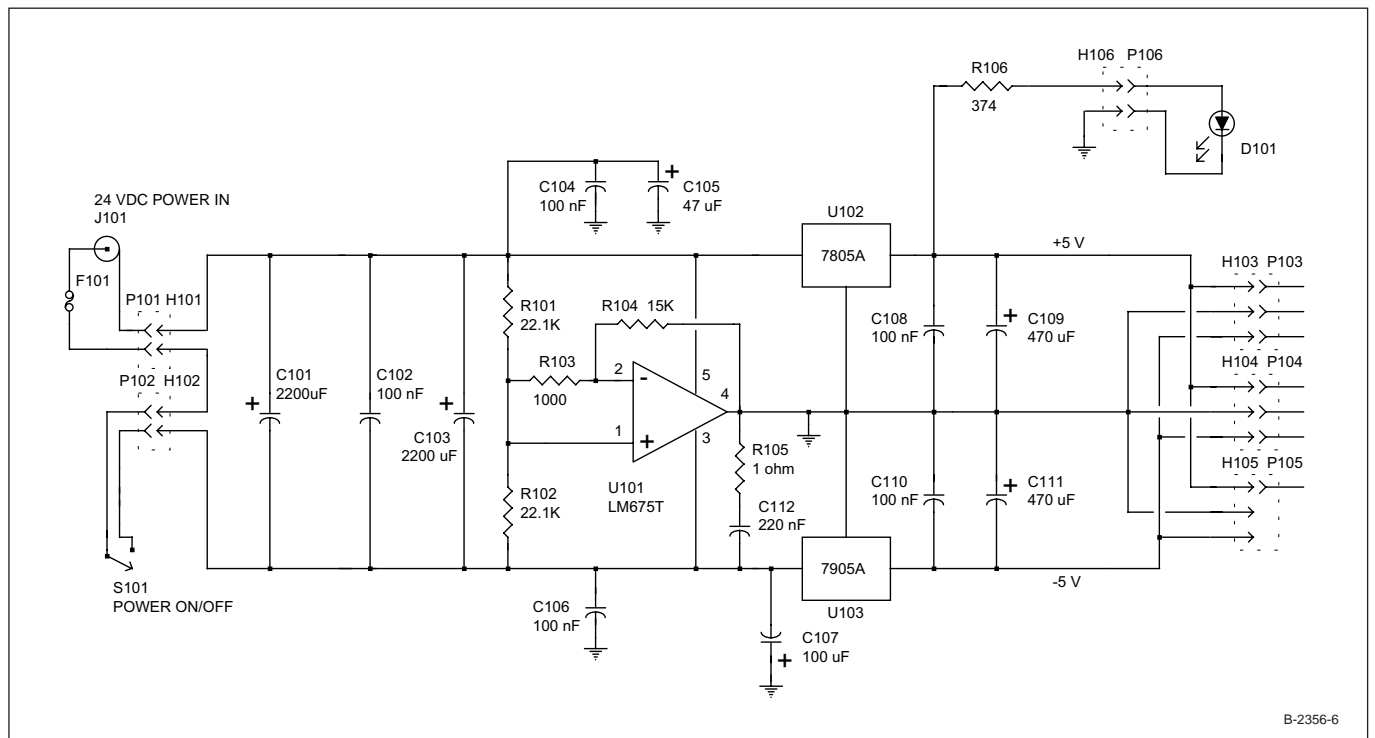 H106 P106
R106
374
D101
24 VDC POWER IN
J101
C104
100 nF
+
C105
47 uF
U102
7805A
+5 V
F101
P101 H101
H103 P103
R101
22.1K
R104 15K
C108
100 nF
+
C109
470 uF
P102 H102
R103
1000
2
-
5
4
H104 P104
+
C101
2200uF
C102
100 nF
+
C103
2200 uF
1
+
3
R105
1 ohm
H105 P105
R102
22.1K
U101
LM675T
C112
220 nF
C110
100 nF
+
C111
470 uF
S101
POWER ON/OFF
7905A
U103
-5 V
C106
100 nF
C107
100 uF
+
B-2356-6